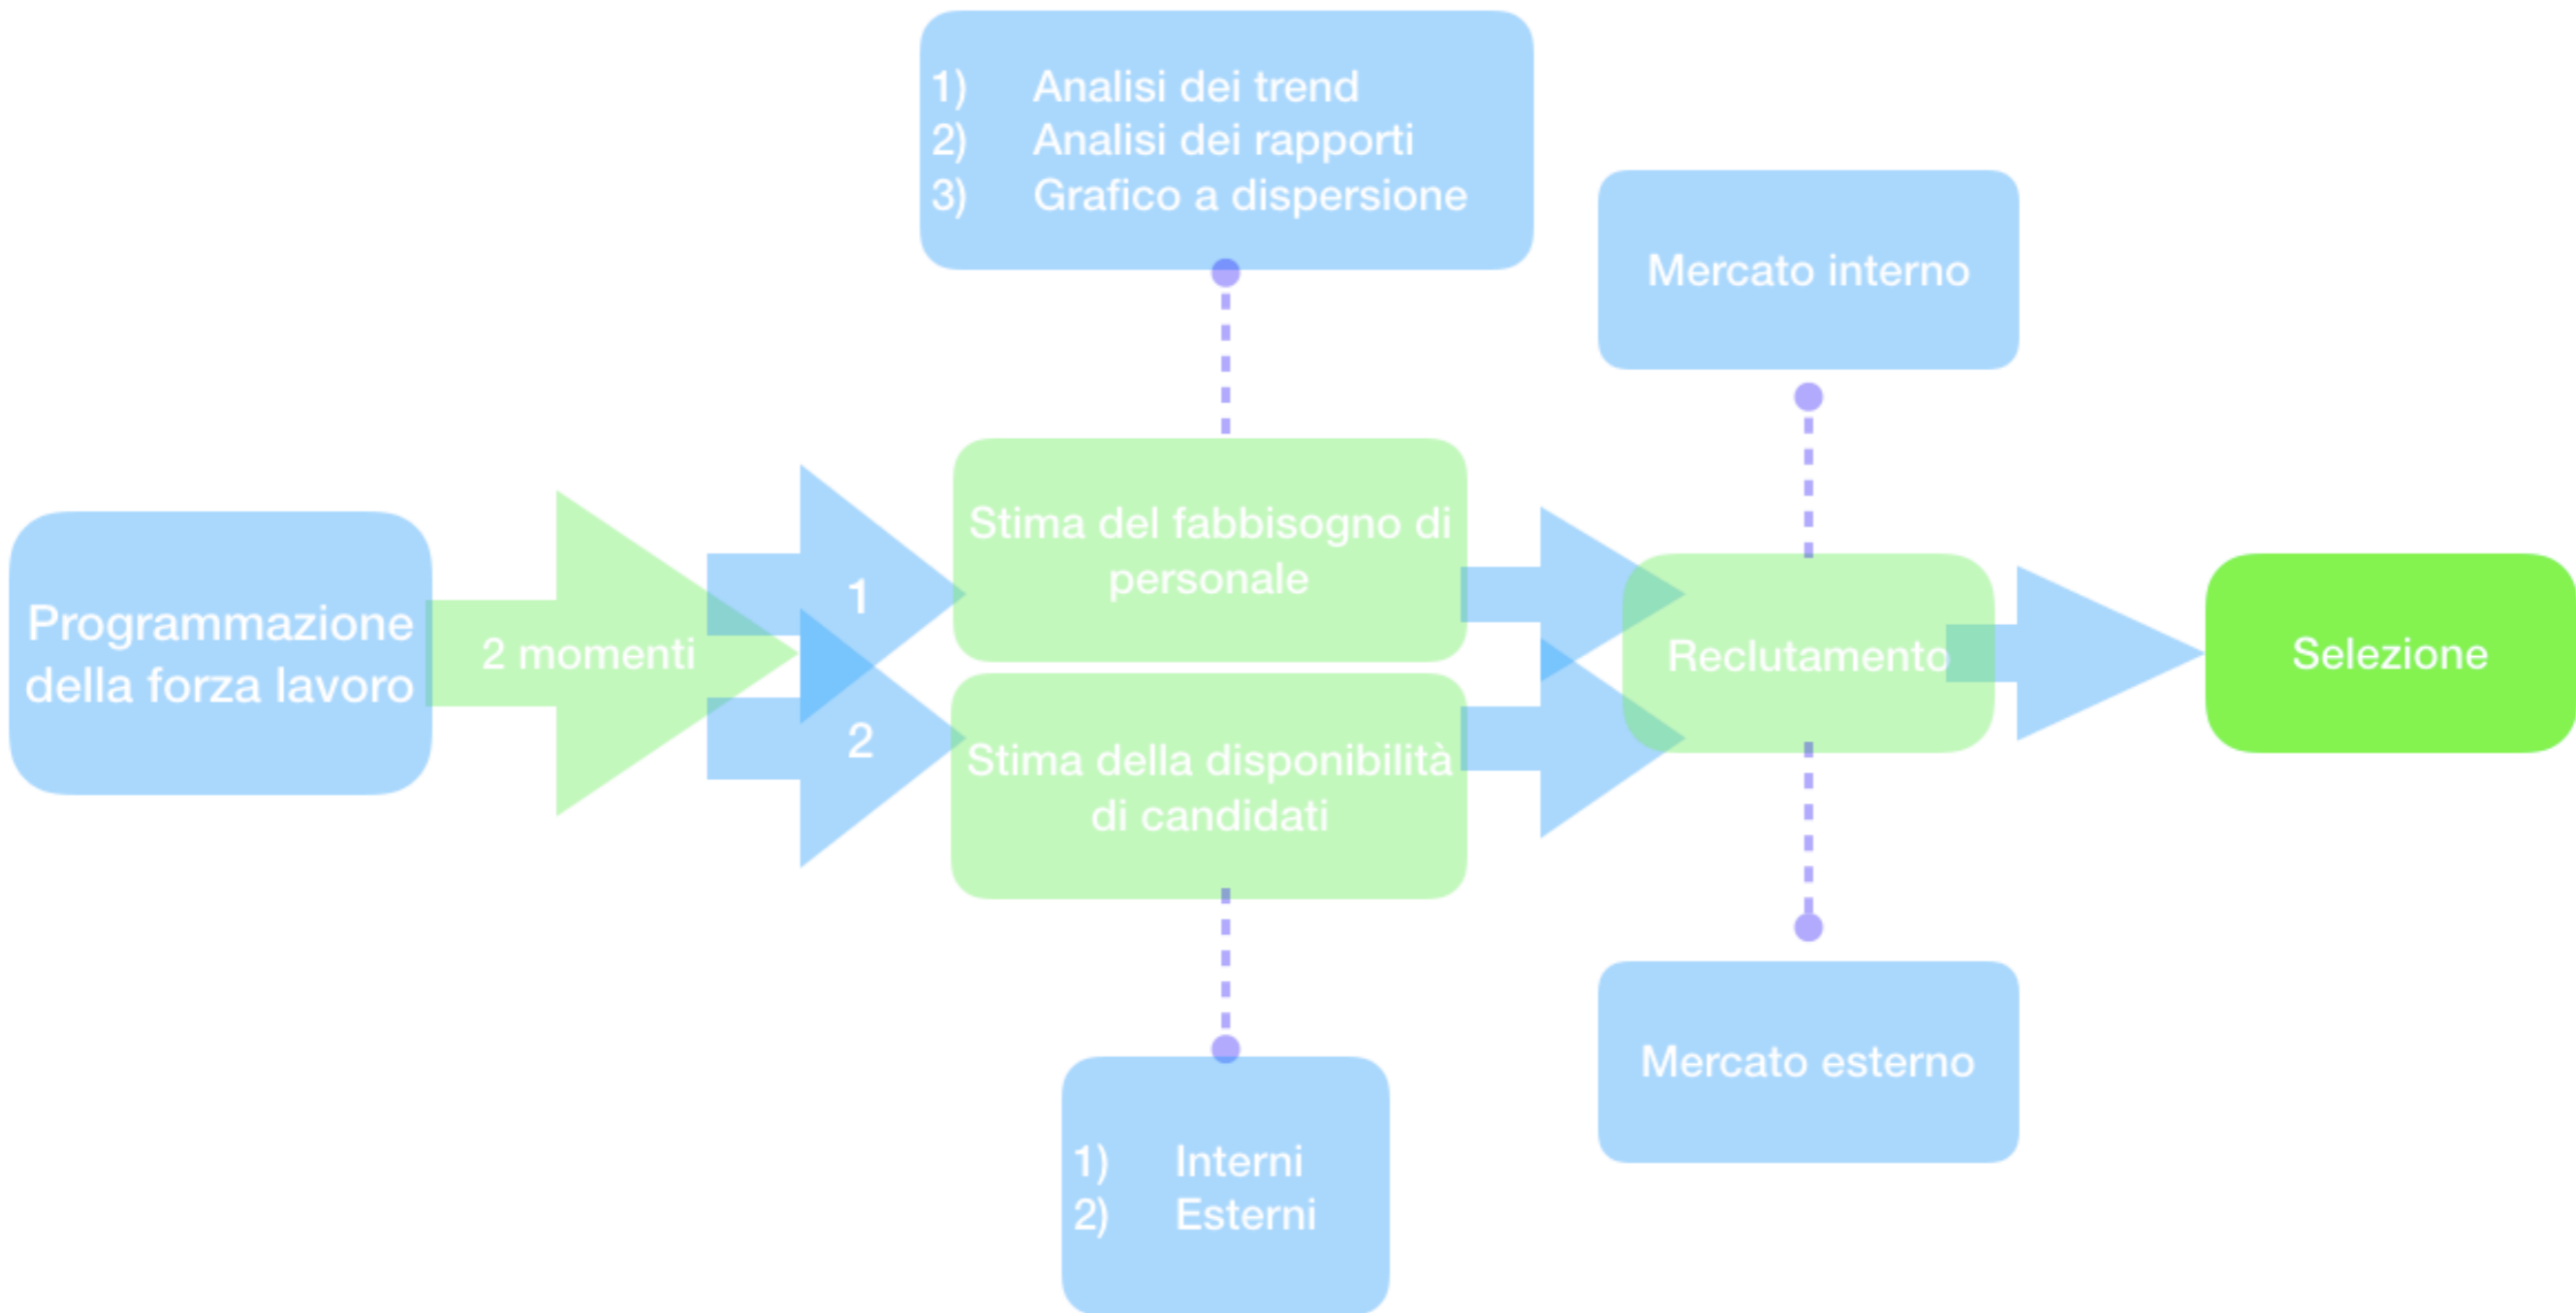 1) Analisi dei trend
2) Analisi dei rapporti
3) Grafico a dispersione
Mercato interno
Programmazione
della forza lavoro
2 momenti
1
2
Stima del fabbisogno di
personale
Stima della disponibilità
di candidati
Reclutamento
Selezione
Mercato esterno
1) Interni
2) Esterni